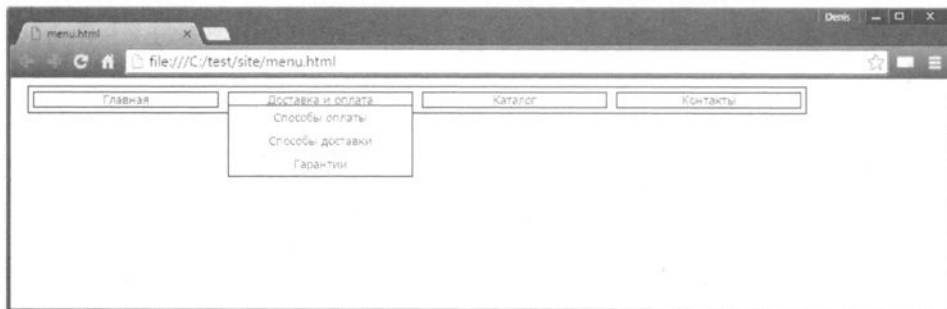 Denis
menu.html
file:///C:/test/site/menu.html
Главная Доставка и оплата Каталог Контакты
Способы оплаты
Способы доставки
Гарантии